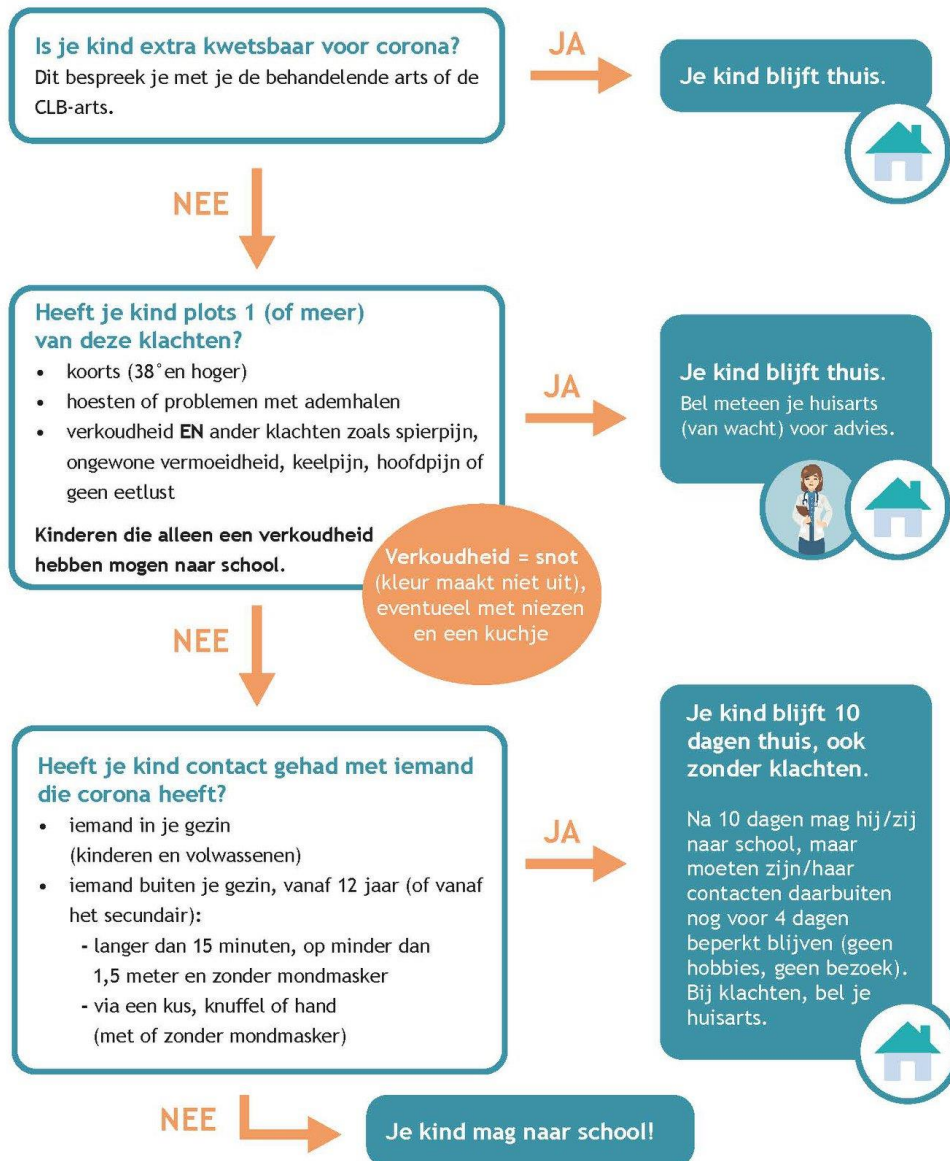 Is je kind extra kwetsbaar voor corona?
Dit bespreek je met je de behandelende arts of de
CLB-arts.
JA
Je kind blijft thuis.
NEE
Heeft je kind plots 1 (of meer)
van deze klachten?
• koorts (38° en hoger)
• hoesten of problemen met ademhalen
• verkoudheid EN ander klachten zoals spierpijn,
ongewone vermoeidheid, keelpijn, hoofdpijn of
geen eetlust
Kinderen die alleen een verkoudheid
hebben mogen naar school.
Verkoudheid = snot
(kleur maakt niet uit),
eventueel met niezen
en een kuchje
JA
Je kind blijft thuis.
Bel meteen je huisarts
(van wacht) voor advies.
NEE
Heeft je kind contact gehad met iemand
die corona heeft?
• iemand in je gezin
(kinderen en volwassenen)
• iemand buiten je gezin, vanaf 12 jaar (of vanaf
het secundair):
- langer dan 15 minuten, op minder dan
1,5 meter en zonder mondmasker
- via een kus, knuffel of hand
(met of zonder mondmasker)
JA
Je kind blijft 10
dagen thuis, ook
zonder klachten.
Na 10 dagen mag hij/zij
naar school, maar
moeten zijn/haar
contacten daarbuiten
nog voor 4 dagen
beperkt blijven (geen
hobbies, geen bezoek).
Bij klachten, bel je
huisarts.
NEE
Je kind mag naar school!